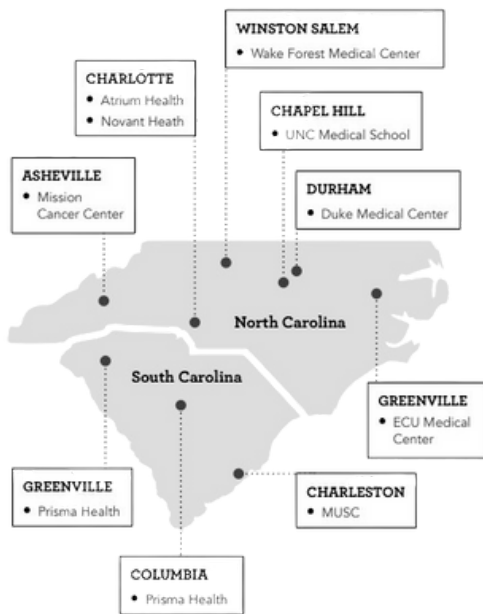 WINSTON SALEM
• Wake Forest Medical Center
CHARLOTTE
• Atrium Health
• Novant Heath
CHAPEL HILL
• UNC Medical School
ASHEVILLE
• Mission
Cancer Center
DURHAM
• Duke Medical Center
North Carolina
South Carolina
GREENVILLE
• ECU Medical
Center
GREENVILLE
• Prisma Health
CHARLESTON
• MUSC
COLUMBIA
• Prisma Health